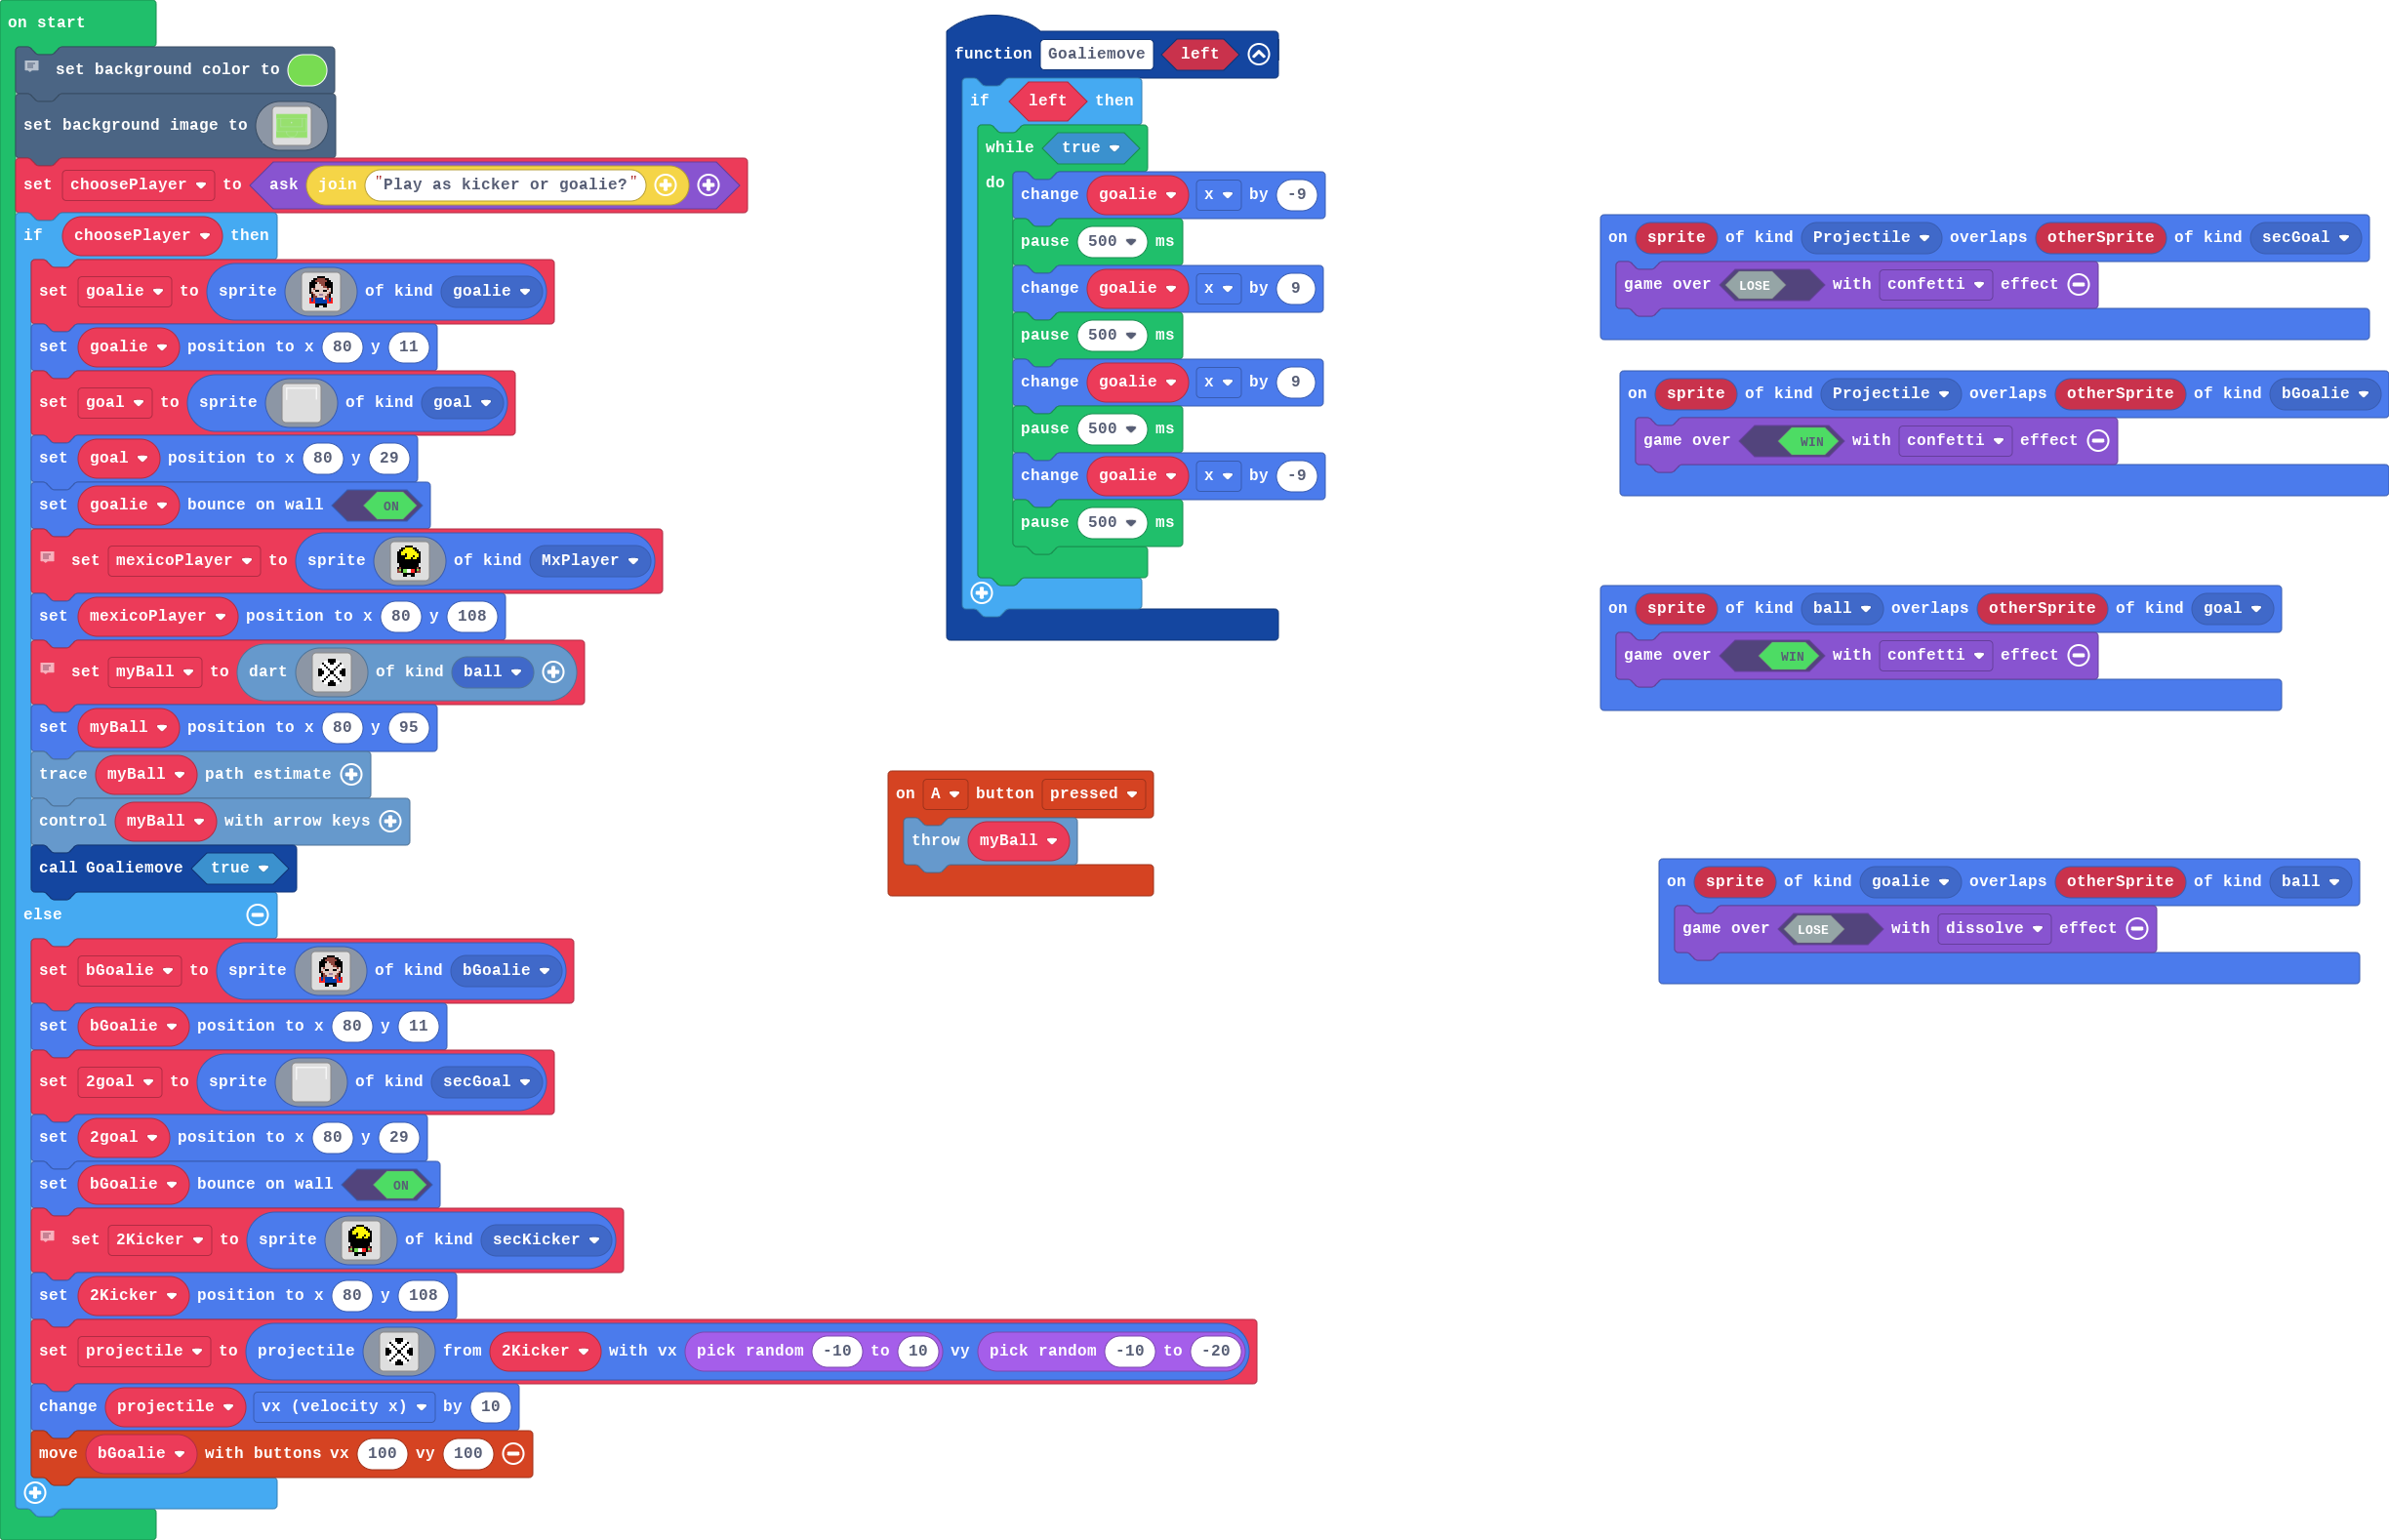 on start
set background color to
set background image to
set choosePlayer to ask join "Play as kicker or goalie?"
if choosePlayer then
set goalie to sprite of kind goalie
set goalie position to x 80 y 11
set goal to sprite of kind goal
set goal position to x 80 y 29
set goalie bounce on wall ON
set mexicoPlayer to sprite of kind MxPlayer
set mexicoPlayer position to x 80 y 108
set myBall to dart of kind ball
set myBall position to x 80 y 95
trace myBall path estimate
control myBall with arrow keys
call Goaliemove true
else
set bGoalie to sprite of kind bGoalie
set bGoalie position to x 80 y 11
set 2goal to sprite of kind secGoal
set 2goal position to x 80 y 29
set bGoalie bounce on wall ON
set 2Kicker to sprite of kind secKicker
set 2Kicker position to x 80 y 108
set projectile to projectile from 2Kicker with vx pick random -10 to 10 vy pick random -10 to -20
change projectile vx (velocity x) by 10
move bGoalie with buttons vx 100 vy 100
function Goaliemove left
if left then
while true
do change goalie x by -9
pause 500 ms
change goalie x by 9
pause 500 ms
change goalie x by 9
pause 500 ms
change goalie x by -9
pause 500 ms
on A button pressed
throw myBall
on sprite of kind Projectile overlaps otherSprite of kind secGoal
game over LOSE with confetti effect
on sprite of kind Projectile overlaps otherSprite of kind bGoalie
game over WIN with confetti effect
on sprite of kind ball overlaps otherSprite of kind goal
game over WIN with confetti effect
on sprite of kind goalie overlaps otherSprite of kind ball
game over LOSE with dissolve effect